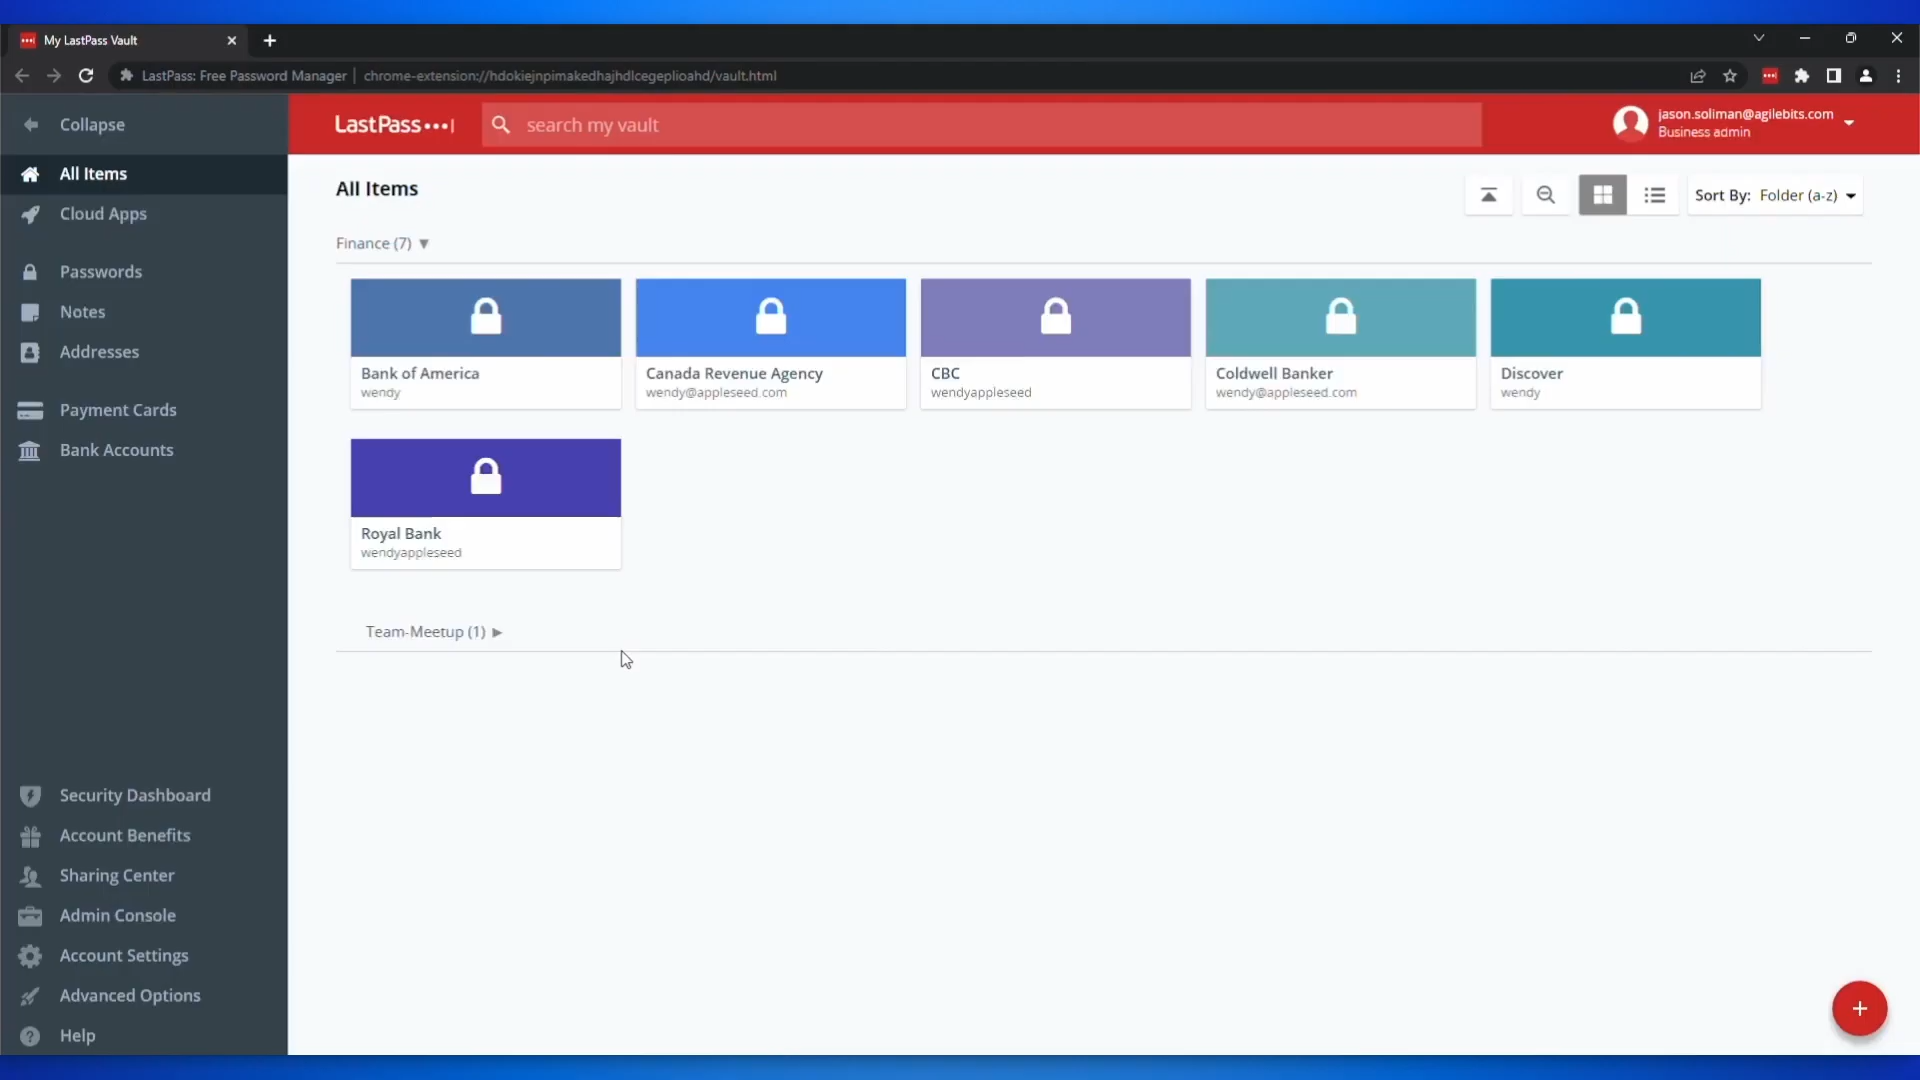 My LastPass Vault
LastPass: Free Password Manager | chrome-extension://hdokiejnpimakedhajhdlcegeplioahd/vault.html
Collapse
LastPass
search my vault
jason.soliman@agilebits.com
Business admin
All Items
Cloud Apps
Passwords
Notes
Addresses
Payment Cards
Bank Accounts
Security Dashboard
Account Benefits
Sharing Center
Admin Console
Account Settings
Advanced Options
Help
All Items
Sort By: Folder (a-z)
Finance (7)
Bank of America
wendy
Canada Revenue Agency
wendy@appleseed.com
CBC
wendyappleseed
Coldwell Banker
wendy@appleseed.com
Discover
wendy
Royal Bank
wendyappleseed
Team-Meetup (1)